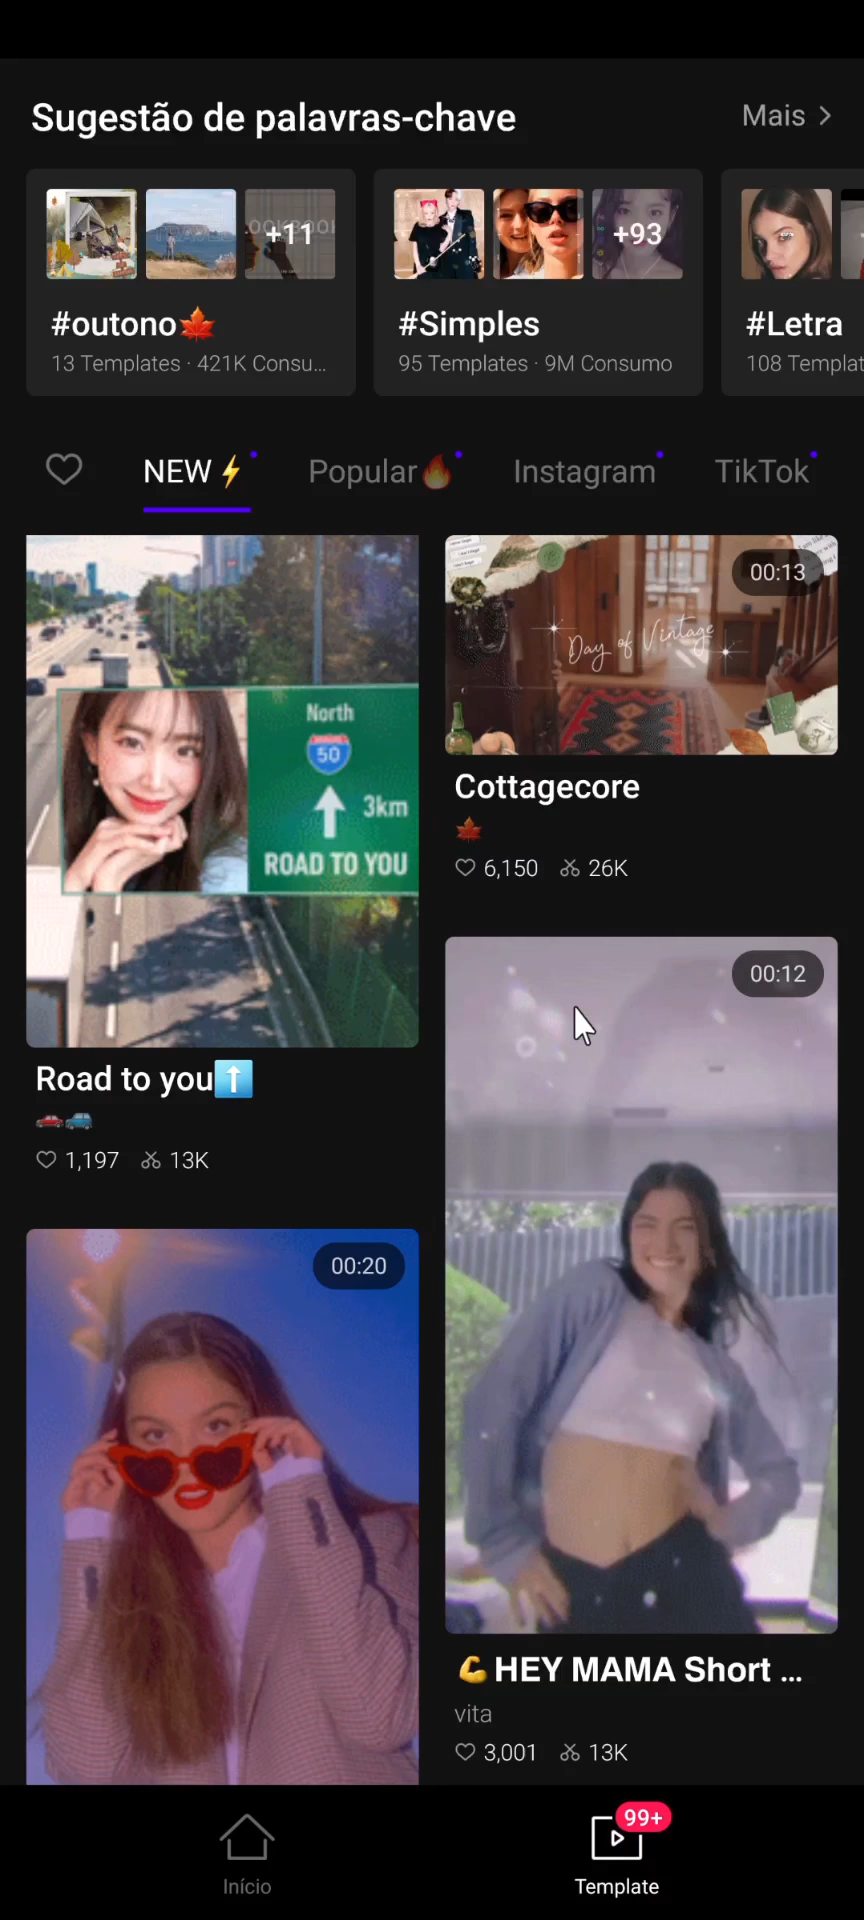 Sugestão de palavras-chave
Mais
+11
+93
#outono🍁
#Simples
#Letra
13 Templates · 421K Consu...
95 Templates · 9M Consumo
108 Templat
NEW⚡
Popular🔥
Instagram
TikTok
North
50
3km
ROAD TO YOU
00:13
Day of Vintage
Cottagecore
🍁
6,150
26K
Road to you⬆️
🚗🚙
1,197
13K
00:12
00:20
💪HEY MAMA Short ...
vita
3,001
13K
99+
Início
Template